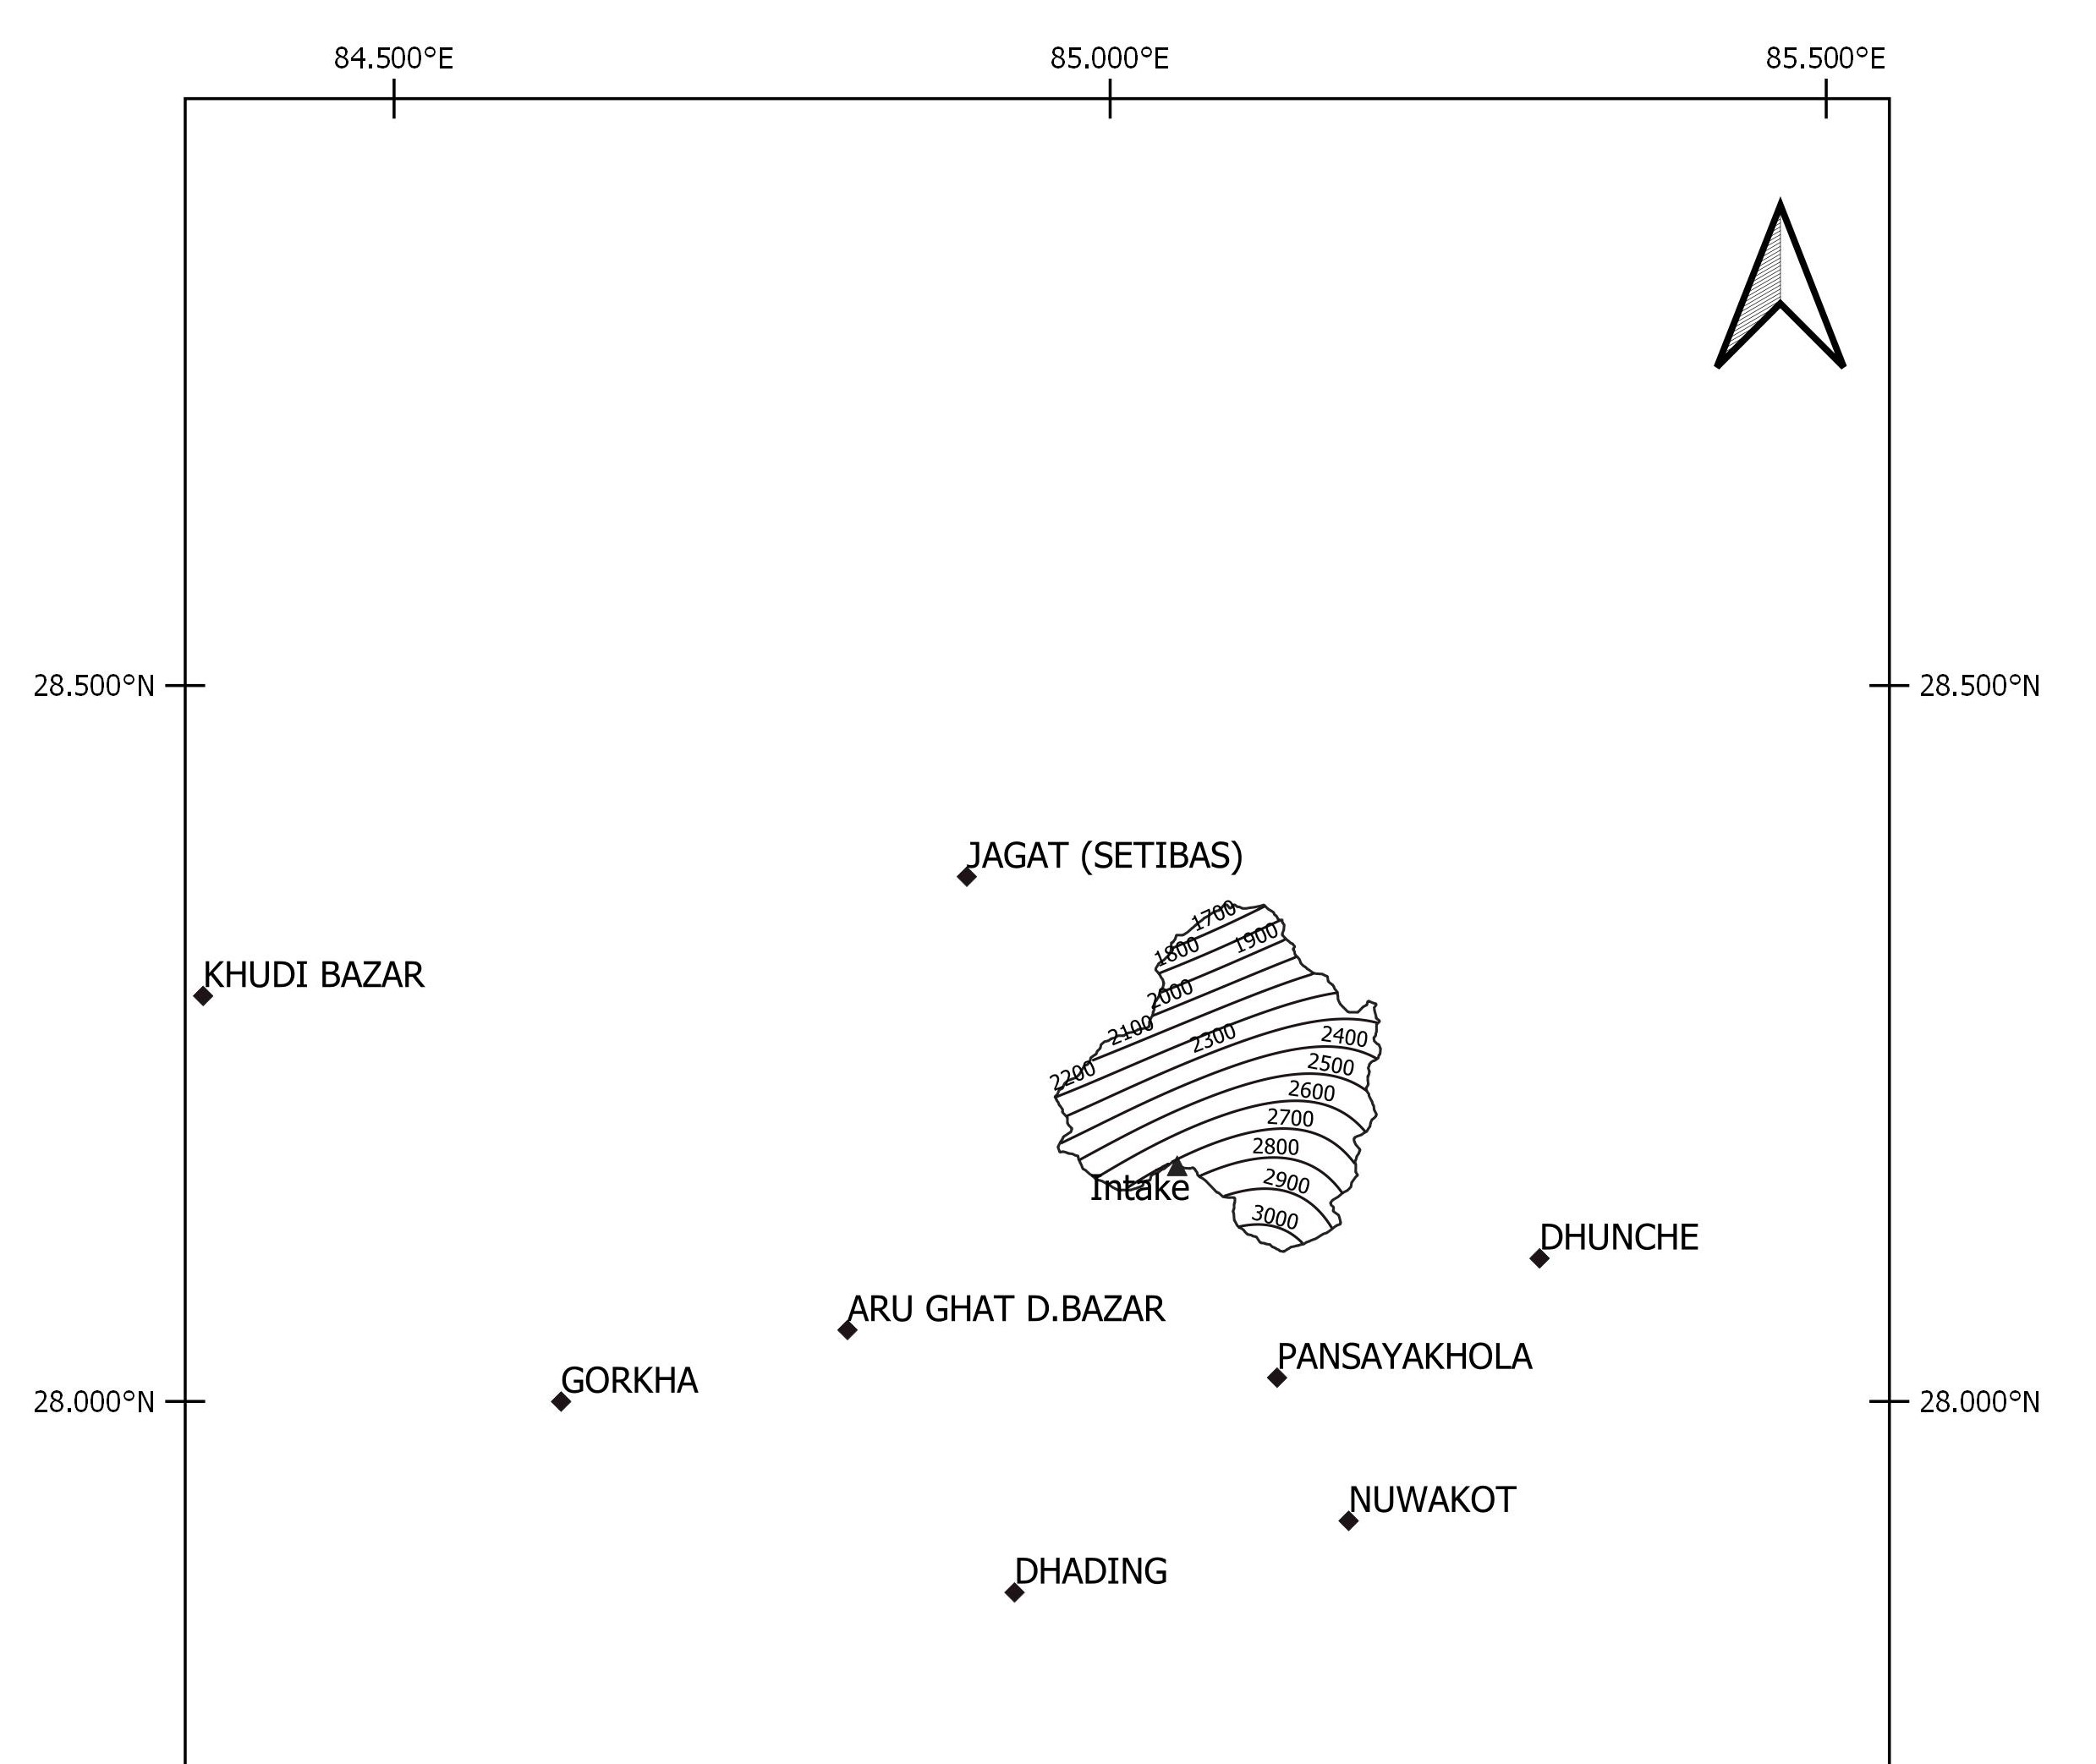 84.500°E
85.000°E
85.500°E
28.500°N
28.500°N
JAGAT (SETIBAS)
1700
1800
1900
KHUDI BAZAR
2000
2100
2300
2400
2200
2500
2600
2700
2800
Intake
2900
3000
DHUNCHE
ARU GHAT D.BAZAR
PANSAYAKHOLA
GORKHA
28.000°N
28.000°N
NUWAKOT
DHADING